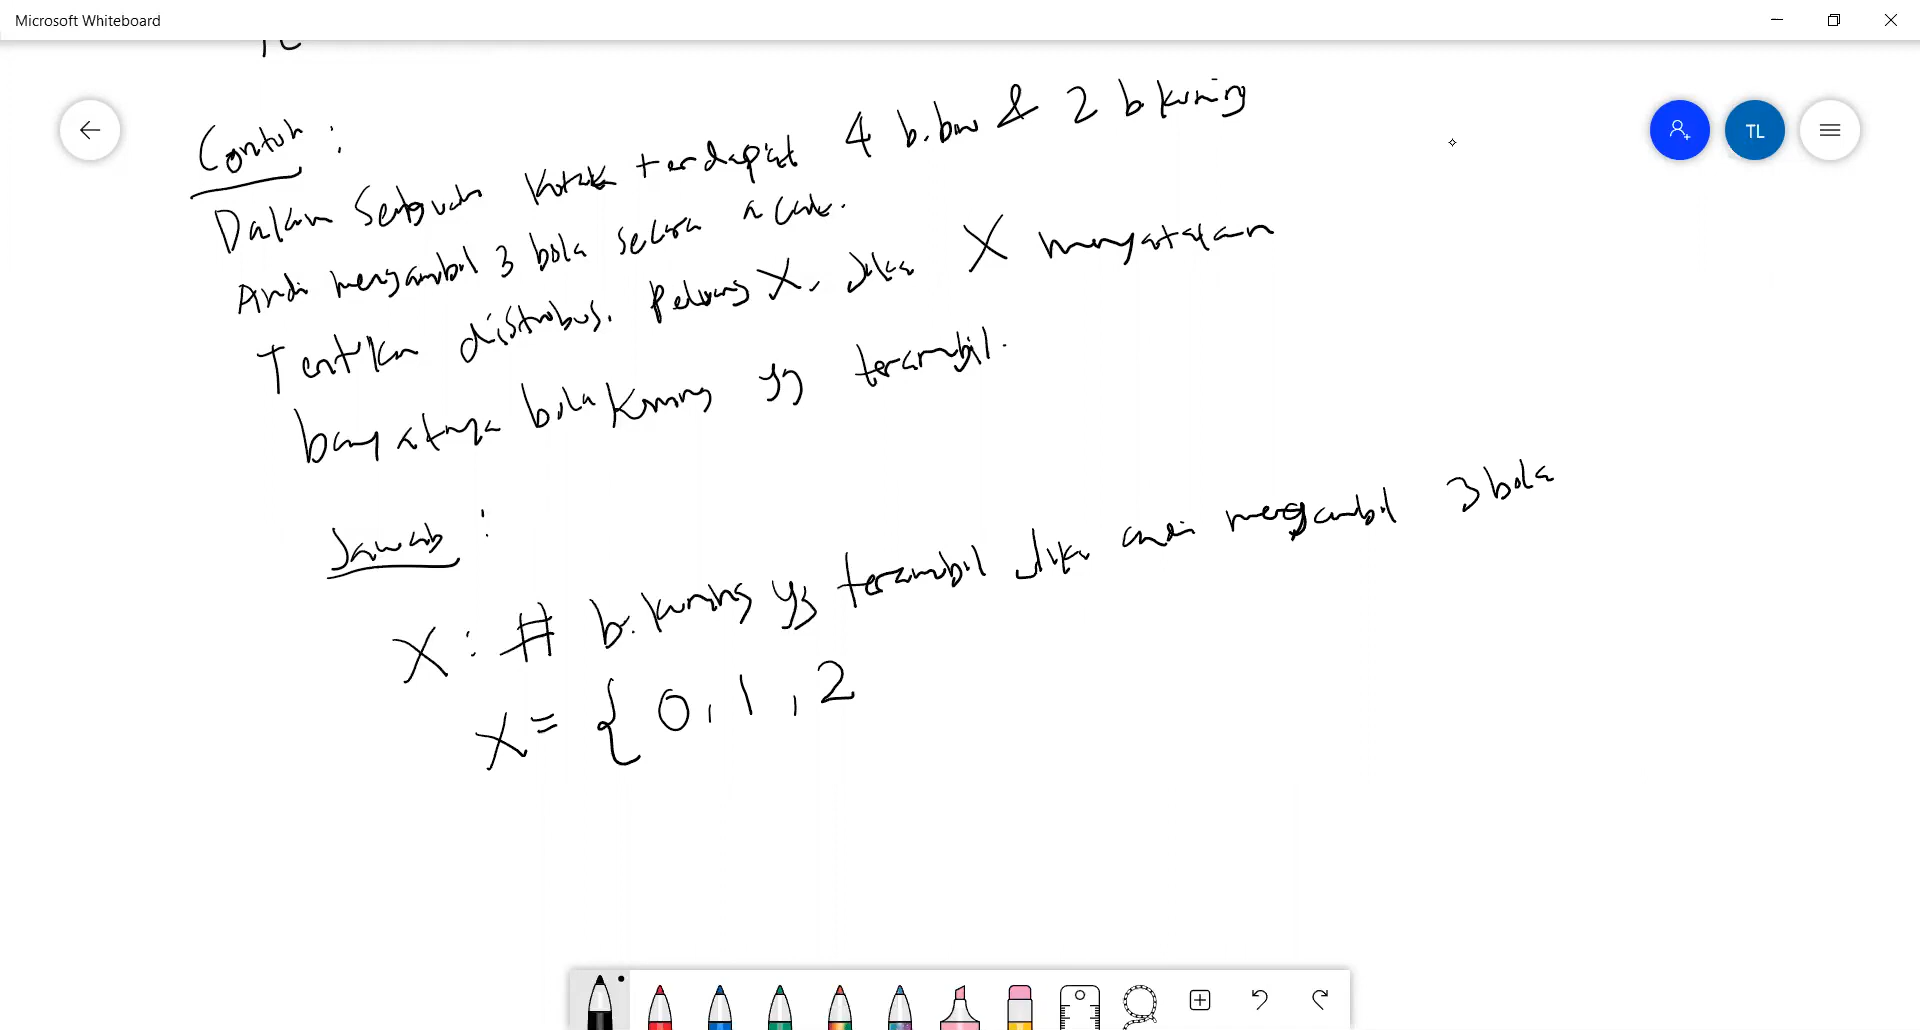 Microsoft Whiteboard
TL
Contoh :
Dalam Sebuah Kotak terdapat 4 b.biru & 2 b kuning
Andi mengambil 3 bola secara acak.
Tentukan distribusi Peluang X, Jika X menyatakan
banyaknya bola kuning yg terambil.
Jawab :
X : # b. kuning yg terambil Jika andi mengambil 3 bola
X = { 0, 1, 2